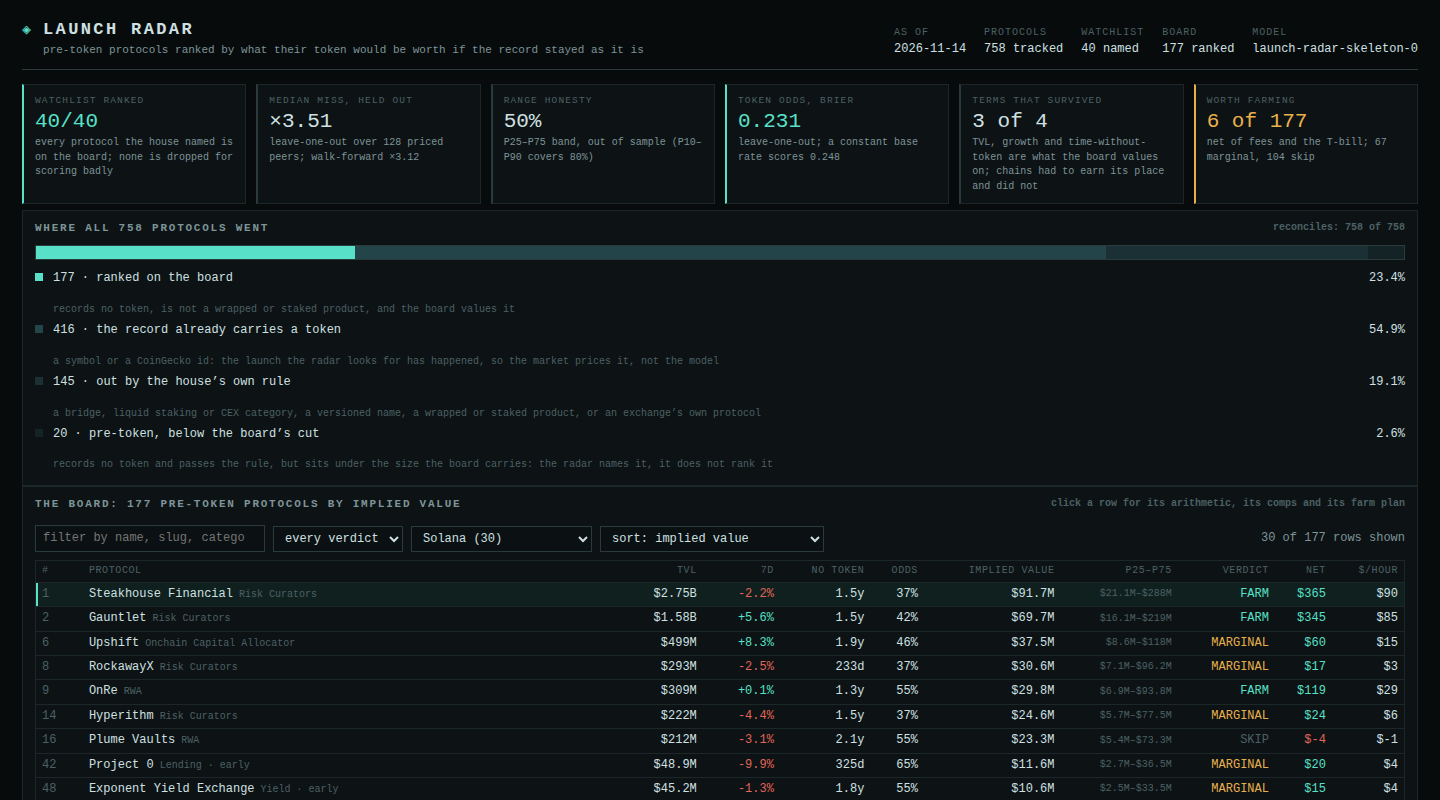 ◈ LAUNCH RADAR
pre-token protocols ranked by what their token would be worth if the record stayed as it is
AS OF PROTOCOLS WATCHLIST BOARD MODEL
2026-11-14 758 tracked 40 named 177 ranked launch-radar-skeleton-0
WATCHLIST RANKED
40/40
every protocol the house named is
on the board; none is dropped for
scoring badly
MEDIAN MISS, HELD OUT
×3.51
leave-one-out over 128 priced
peers; walk-forward ×3.12
RANGE HONESTY
50%
P25–P75 band, out of sample (P10–
P90 covers 80%)
TOKEN ODDS, BRIER
0.231
leave-one-out; a constant base
rate scores 0.248
TERMS THAT SURVIVED
3 of 4
TVL, growth and time-without-
token are what the board values
on; chains had to earn its place
and did not
WORTH FARMING
6 of 177
net of fees and the T-bill; 67
marginal, 104 skip
WHERE ALL 758 PROTOCOLS WENT reconciles: 758 of 758
177 · ranked on the board 23.4%
records no token, is not a wrapped or staked product, and the board values it
416 · the record already carries a token 54.9%
a symbol or a CoinGecko id: the launch the radar looks for has happened, so the market prices it, not the model
145 · out by the house’s own rule 19.1%
a bridge, liquid staking or CEX category, a versioned name, a wrapped or staked product, or an exchange’s own protocol
20 · pre-token, below the board’s cut 2.6%
records no token and passes the rule, but sits under the size the board carries: the radar names it, it does not rank it
THE BOARD: 177 PRE-TOKEN PROTOCOLS BY IMPLIED VALUE click a row for its arithmetic, its comps and its farm plan
filter by name, slug, catego every verdict Solana (30) sort: implied value 30 of 177 rows shown
# PROTOCOL TVL 7D NO TOKEN ODDS IMPLIED VALUE P25–P75 VERDICT NET $/HOUR
1 Steakhouse Financial Risk Curators $2.75B -2.2% 1.5y 37% $91.7M $21.1M–$288M FARM $365 $90
2 Gauntlet Risk Curators $1.58B +5.6% 1.5y 42% $69.7M $16.1M–$219M FARM $345 $85
6 Upshift Onchain Capital Allocator $499M +8.3% 1.9y 46% $37.5M $8.6M–$118M MARGINAL $60 $15
8 RockawayX Risk Curators $293M -2.5% 233d 37% $30.6M $7.1M–$96.2M MARGINAL $17 $3
9 OnRe RWA $309M +0.1% 1.3y 55% $29.8M $6.9M–$93.8M FARM $119 $29
14 Hyperithm Risk Curators $222M -4.4% 1.5y 37% $24.6M $5.7M–$77.5M MARGINAL $24 $6
16 Plume Vaults RWA $212M -3.1% 2.1y 55% $23.3M $5.4M–$73.3M SKIP $-4 $-1
42 Project 0 Lending · early $48.9M -9.9% 325d 65% $11.6M $2.7M–$36.5M MARGINAL $20 $4
48 Exponent Yield Exchange Yield · early $45.2M -1.3% 1.8y 65% $10.6M $2.5M–$33.5M MARGINAL $15 $4